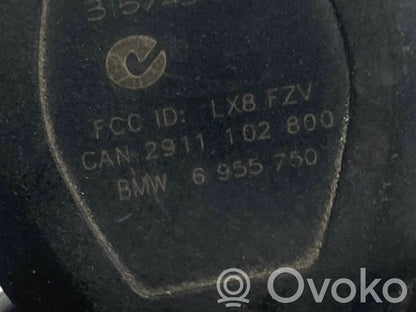 FCC ID: LX8 FZV
CAN 2911 102 800
BMW 6 955 750
Ovoko